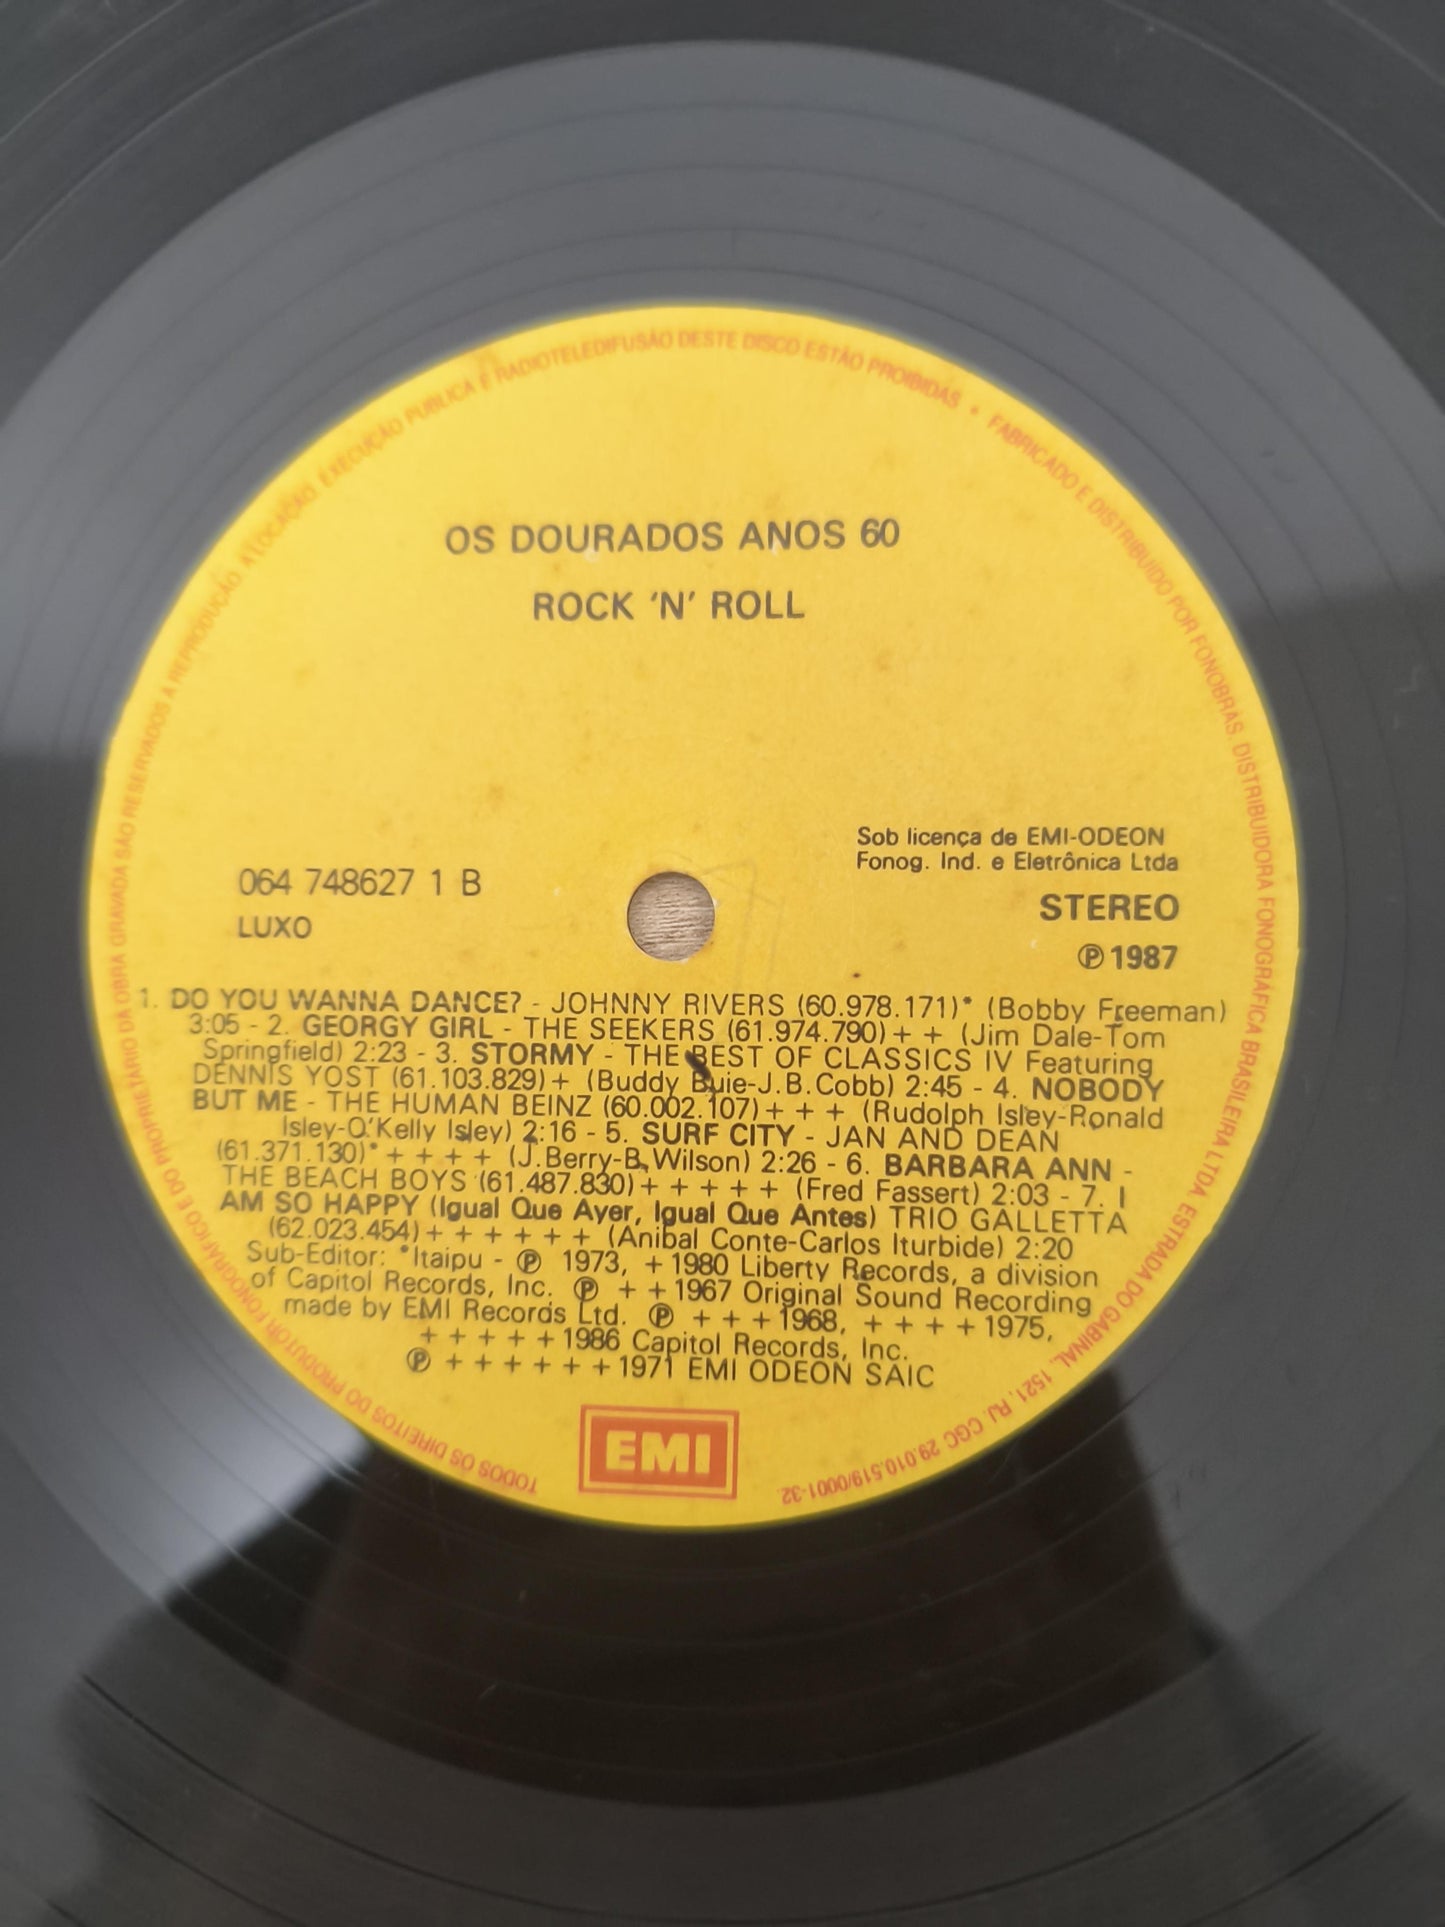 OS DOURADOS ANOS 60
ROCK 'N' ROLL
Sob licença de EMI-ODEON
Fonog. Ind. e Eletrônica Ltda
064 748627 1 B
STEREO
LUXO
Ⓟ 1987
1. DO YOU WANNA DANCE? - JOHNNY RIVERS (60.978.171)* (Bobby Freeman)
3:05 - 2. GEORGY GIRL - THE SEEKERS (61.974.790)+ + (Jim Dale-Tom
Springfield) 2:23 - 3. STORMY - THE BEST OF CLASSICS IV Featuring
DENNIS YOST (61.103.829)+ (Buddy Buie-J.B.Cobb) 2:45 - 4. NOBODY
BUT ME - THE HUMAN BEINZ (60.002.107)+ + + (Rudolph Isley-Ronald
Isley-O'Kelly Isley) 2:16 - 5. SURF CITY - JAN AND DEAN
(61.371.130)*+ + + + (J.Berry-B.Wilson) 2:26 - 6. BARBARA ANN -
THE BEACH BOYS (61.487.830)+ + + + + (Fred Fassert) 2:03 - 7. I
AM SO HAPPY (Igual Que Ayer, Igual Que Antes) TRIO GALLETTA
(62.023.454)+ + + + + + (Anibal Conte-Carlos Iturbide) 2:20
Sub-Editor: *Itaipu - Ⓟ 1973, +1980 Liberty Records, a division
of Capitol Records, Inc. Ⓟ + +1967 Original Sound Recording
made by EMI Records Ltd. Ⓟ + + +1968, + + + +1975,
+ + + + +1986 Capitol Records, Inc.
Ⓟ + + + + + +1971 EMI ODEON SAIC
EMI
TODOS OS DIREITOS DO PRODUTOR FONOGRÁFICO E DO PROPRIETÁRIO DA OBRA GRAVADA SÃO RESERVADOS A REPRODUÇÃO. A LOCAÇÃO, EXECUÇÃO PÚBLICA E RADIOTELEDIFUSÃO DESTE DISCO ESTÃO PROIBIDAS • FABRICADO E DISTRIBUIDO POR FONOBRÁS. DISTRIBUIDORA FONOGRÁFICA BRASILEIRA LTDA. ESTRADA DO GABINAL, 1521, RJ. CGC 29.010.519/0001-32.